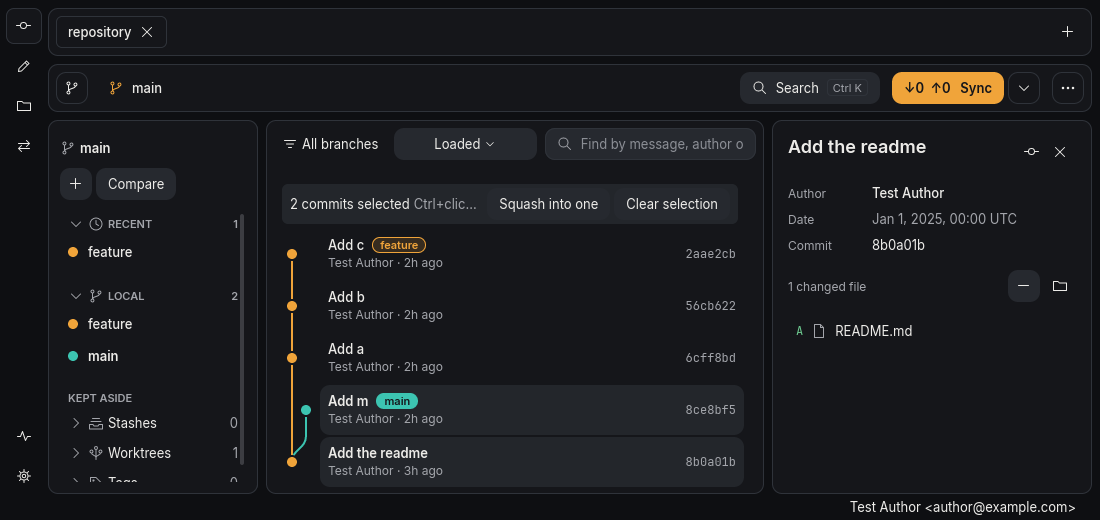 repository
main
Search Ctrl K
↓0 ↑0 Sync
main
Compare
RECENT 1
feature
LOCAL 2
feature
main
KEPT ASIDE
Stashes 0
Worktrees 1
All branches
Loaded
Find by message, author o
2 commits selected Ctrl+clic...
Squash into one
Clear selection
Add c feature
Test Author · 2h ago
2aae2cb
Add b
Test Author · 2h ago
56cb622
Add a
Test Author · 2h ago
6cff8bd
Add m main
Test Author · 2h ago
8ce8bf5
Add the readme
Test Author · 3h ago
8b0a01b
Add the readme
Author Test Author
Date Jan 1, 2025, 00:00 UTC
Commit 8b0a01b
1 changed file
A README.md
Test Author <author@example.com>